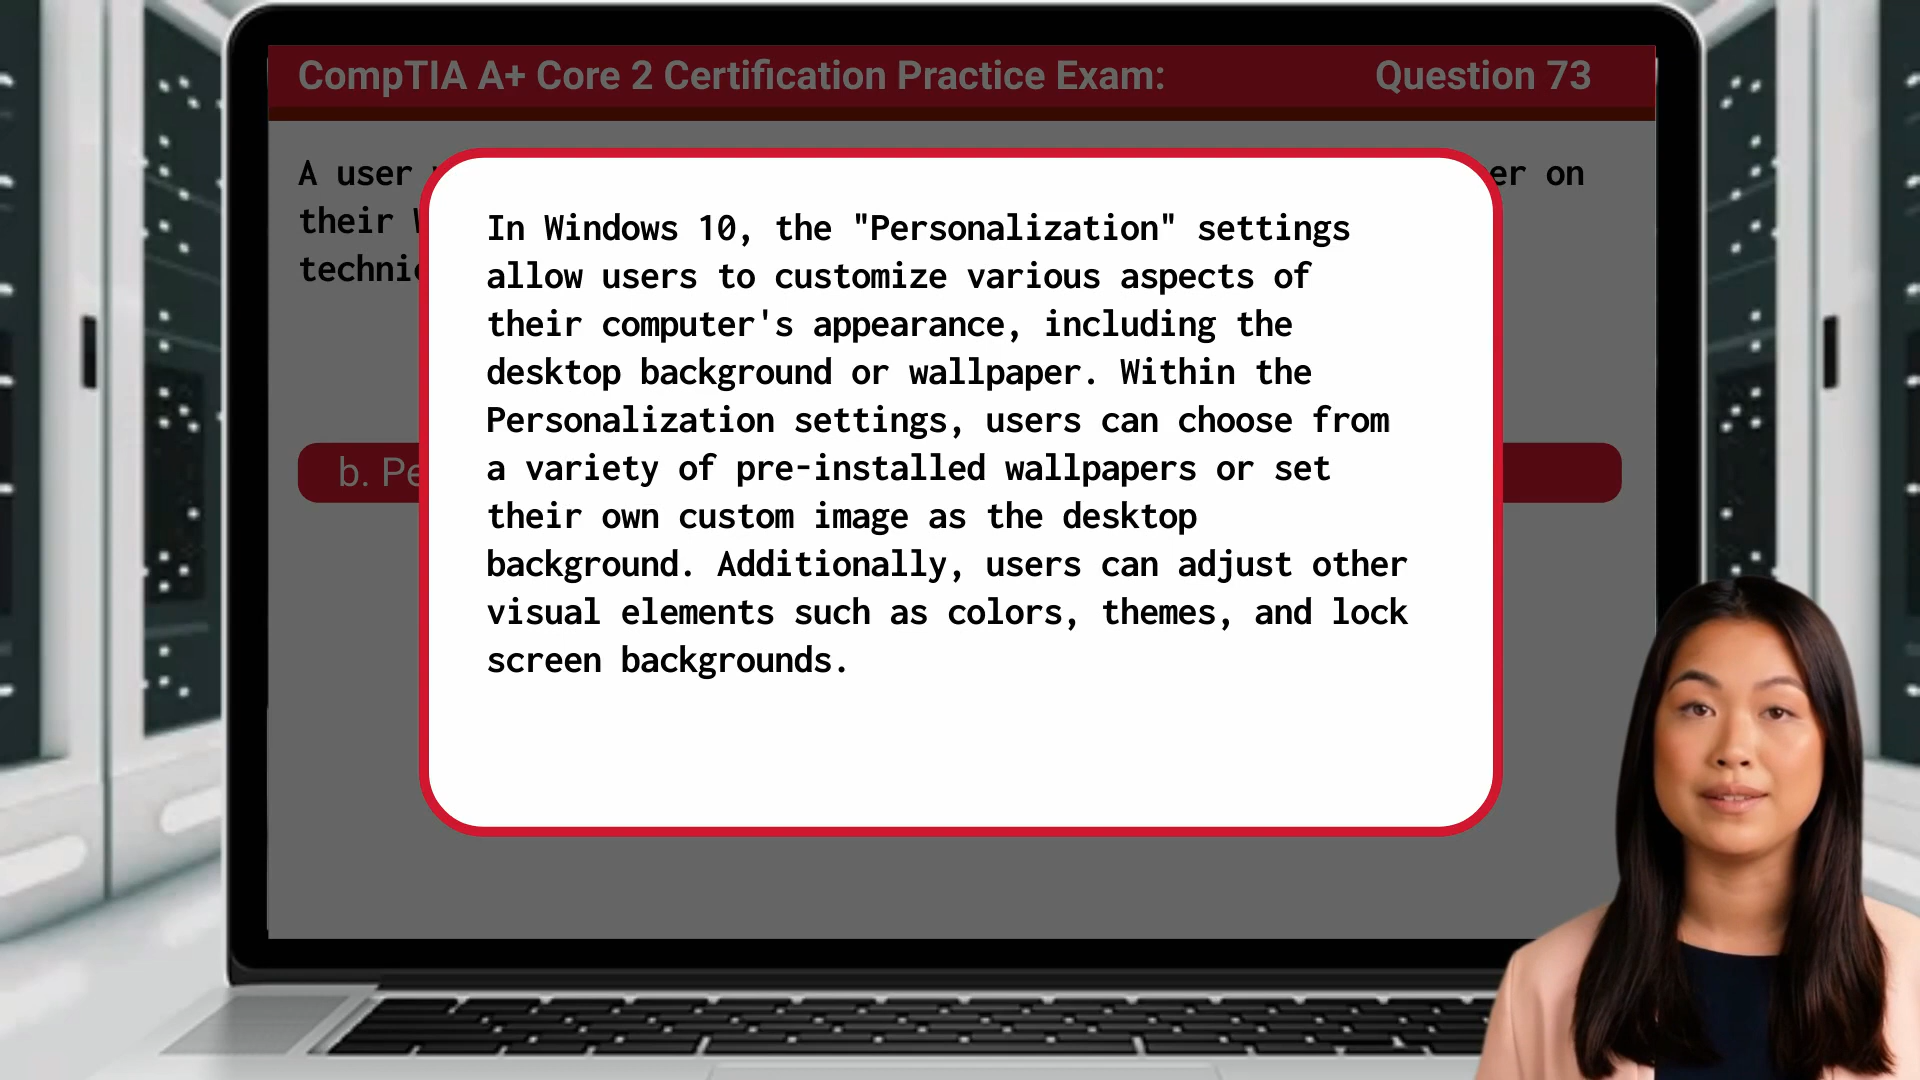 CompTIA A+ Core 2 Certification Practice Exam: Question 73
A user er on
their
In Windows 10, the "Personalization" settings
allow users to customize various aspects of
their computer's appearance, including the
desktop background or wallpaper. Within the
Personalization settings, users can choose from
a variety of pre-installed wallpapers or set
their own custom image as the desktop
background. Additionally, users can adjust other
visual elements such as colors, themes, and lock
screen backgrounds.
b.